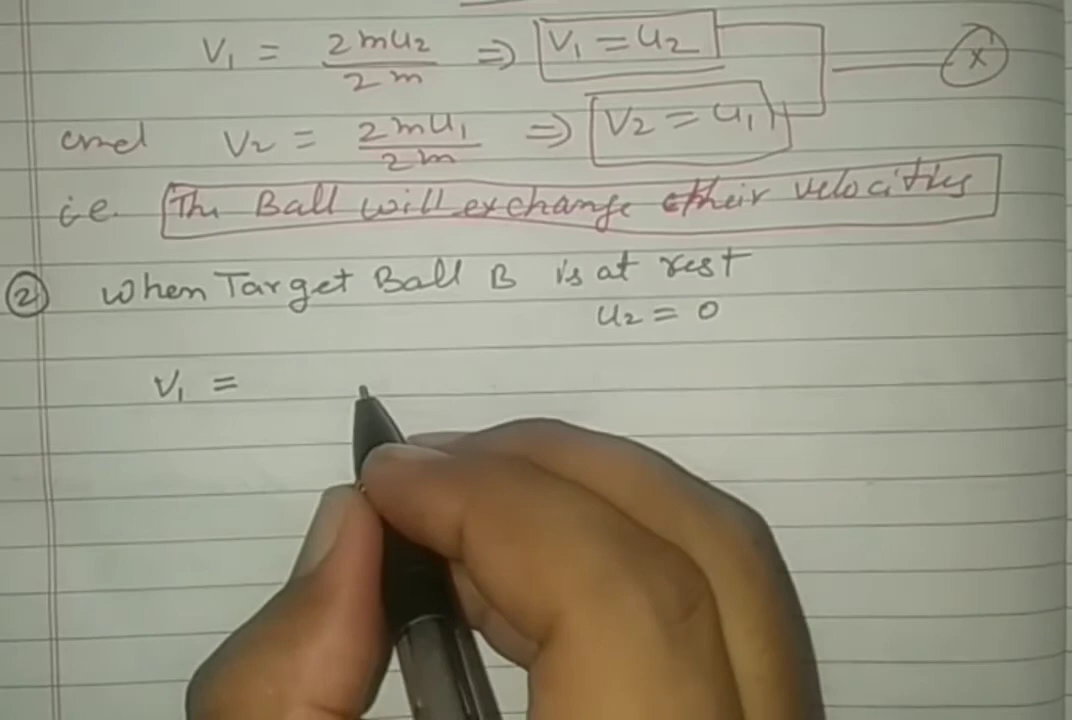 V₁ = 2mu₂/2m ⇒ V₁ = u₂ (x)
and V₂ = 2mu₁/2m ⇒ V₂ = u₁
i.e. The Ball will exchange their velocities
② when Target Ball B is at rest
u₂ = 0
V₁ =